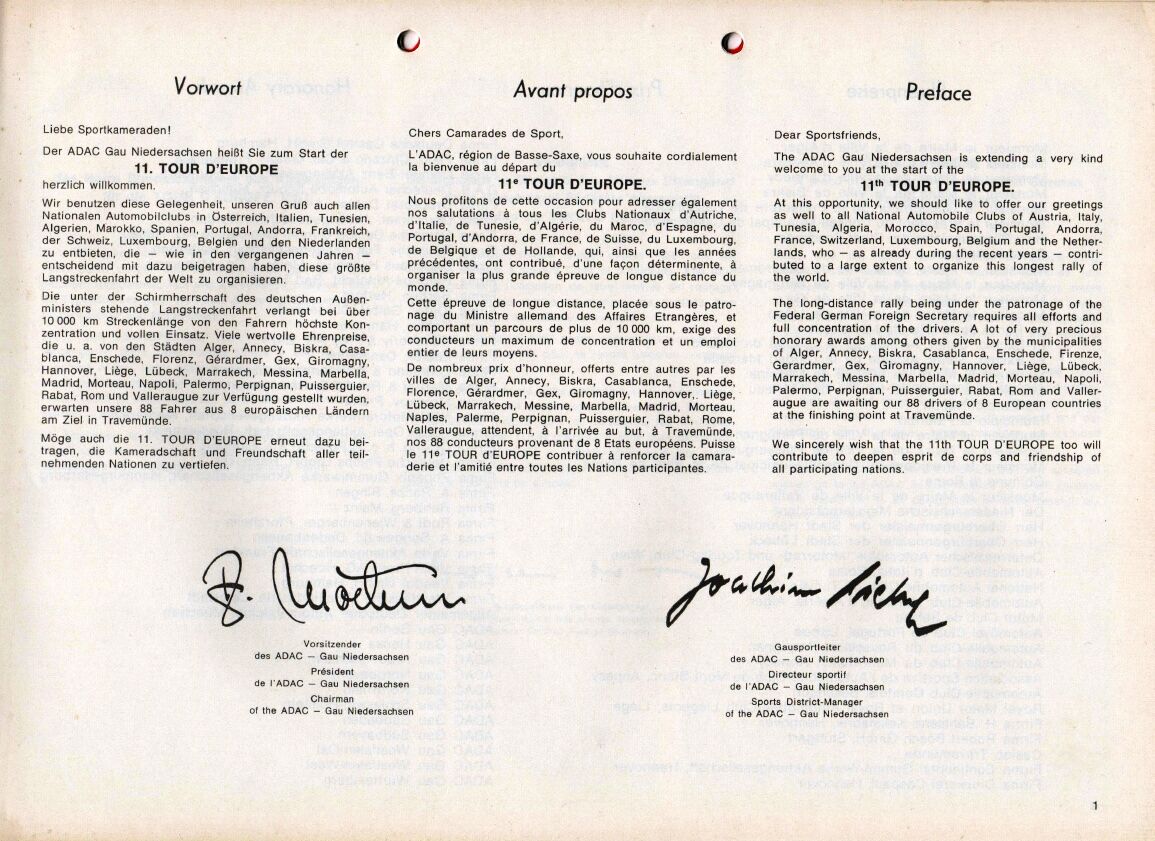 Vorwort
Liebe Sportkameraden!
Der ADAC Gau Niedersachsen heißt Sie zum Start der
11. TOUR D'EUROPE
herzlich willkommen.
Wir benutzen diese Gelegenheit, unseren Gruß auch allen
Nationalen Automobilclubs in Österreich, Italien, Tunesien,
Algerien, Marokko, Spanien, Portugal, Andorra, Frankreich,
der Schweiz, Luxembourg, Belgien und den Niederlanden
zu entbieten, die — wie in den vergangenen Jahren —
entscheidend mit dazu beigetragen haben, diese größte
Langstreckenfahrt der Welt zu organisieren.
Die unter der Schirmherrschaft des deutschen Außen-
ministers stehende Langstreckenfahrt verlangt bei über
10 000 km Streckenlänge von den Fahrern höchste Kon-
zentration und vollen Einsatz. Viele wertvolle Ehrenpreise,
die u. a. von den Städten Alger, Annecy, Biskra, Casa-
blanca, Enschede, Florenz, Gérardmer, Gex, Giromagny,
Hannover, Liège, Lübeck, Marrakech, Messina, Marbella,
Madrid, Morteau, Napoli, Palermo, Perpignan, Puisserguier,
Rabat, Rom und Valleraugue zur Verfügung gestellt wurden,
erwarten unsere 88 Fahrer aus 8 europäischen Ländern
am Ziel in Travemünde.
Möge auch die 11. TOUR D'EUROPE erneut dazu bei-
tragen, die Kameradschaft und Freundschaft aller teil-
nehmenden Nationen zu vertiefen.
Avant propos
Chers Camarades de Sport,
L'ADAC, région de Basse-Saxe, vous souhaite cordialement
la bienvenue au départ du
11e TOUR D'EUROPE.
Nous profitons de cette occasion pour adresser également
nos salutations à tous les Clubs Nationaux d'Autriche,
d'Italie, de Tunesie, d'Algérie, du Maroc, d'Espagne, du
Portugal, d'Andorra, de France, de Suisse, du Luxembourg,
de Belgique et de Hollande, qui, ainsi que les années
précédentes, ont contribué, d'une façon déterminente, à
organiser la plus grande épreuve de longue distance du
monde.
Cette épreuve de longue distance, placée sous le patro-
nage du Ministre allemand des Affaires Etrangères, et
comportant un parcours de plus de 10 000 km, exige des
conducteurs un maximum de concentration et un emploi
entier de leurs moyens.
De nombreux prix d'honneur, offerts entre autres par les
villes de Alger, Annecy, Biskra, Casablanca, Enschede,
Florence, Gérardmer, Gex, Giromagny, Hannover, Liège,
Lübeck, Marrakech, Messine, Marbella, Madrid, Morteau,
Naples, Palerme, Perpignan, Puisserguier, Rabat, Rome,
Valleraugue, attendent, à l'arrivée au but, à Travemünde,
nos 88 conducteurs provenant de 8 Etats européens. Puisse
le 11e TOUR d'EUROPE contribuer à renforcer la camara-
derie et l'amitié entre toutes les Nations participantes.
Preface
Dear Sportsfriends,
The ADAC Gau Niedersachsen is extending a very kind
welcome to you at the start of the
11th TOUR D'EUROPE.
At this opportunity, we should like to offer our greetings
as well to all National Automobile Clubs of Austria, Italy,
Tunesia, Algeria, Morocco, Spain, Portugal, Andorra,
France, Switzerland, Luxembourg, Belgium and the Nether-
lands, who — as already during the recent years — contri-
buted to a large extent to organize this longest rally of
the world.
The long-distance rally being under the patronage of the
Federal German Foreign Secretary requires all efforts and
full concentration of the drivers. A lot of very precious
honorary awards among others given by the municipalities
of Alger, Annecy, Biskra, Casablanca, Enschede, Firenze,
Gerardmer, Gex, Giromagny, Hannover, Liège, Lübeck,
Marrakech, Messina, Marbella, Madrid, Morteau, Napoli,
Palermo, Perpignan, Puisserguier, Rabat, Rom and Valler-
augue are awaiting our 88 drivers of 8 European countries
at the finishing point at Travemünde.
We sincerely wish that the 11th TOUR D'EUROPE too will
contribute to deepen esprit de corps and friendship of
all participating nations.
Vorsitzender
des ADAC — Gau Niedersachsen
Président
de l'ADAC — Gau Niedersachsen
Chairman
of the ADAC — Gau Niedersachsen
Joachim
Gausportleiter
des ADAC — Gau Niedersachsen
Directeur sportif
de l'ADAC — Gau Niedersachsen
Sports District-Manager
of the ADAC — Gau Niedersachsen
1